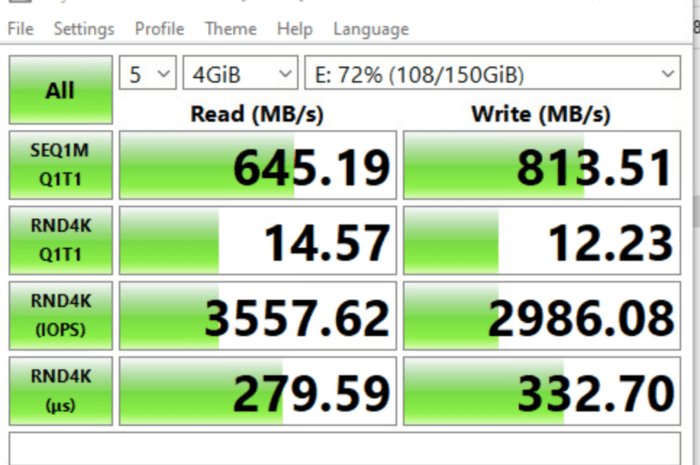 File Settings Profile Theme Help Language
All 5 4GiB E: 72% (108/150GiB)
Read (MB/s) Write (MB/s)
SEQ1M
Q1T1 645.19 813.51
RND4K
Q1T1 14.57 12.23
RND4K
(IOPS) 3557.62 2986.08
RND4K
(µs) 279.59 332.70